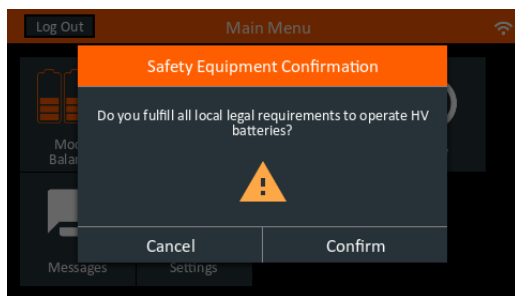 Log Out
Main Menu
Safety Equipment Confirmation
Do you fulfill all local legal requirements to operate HV
batteries?
Cancel
Confirm
Messages
Settings